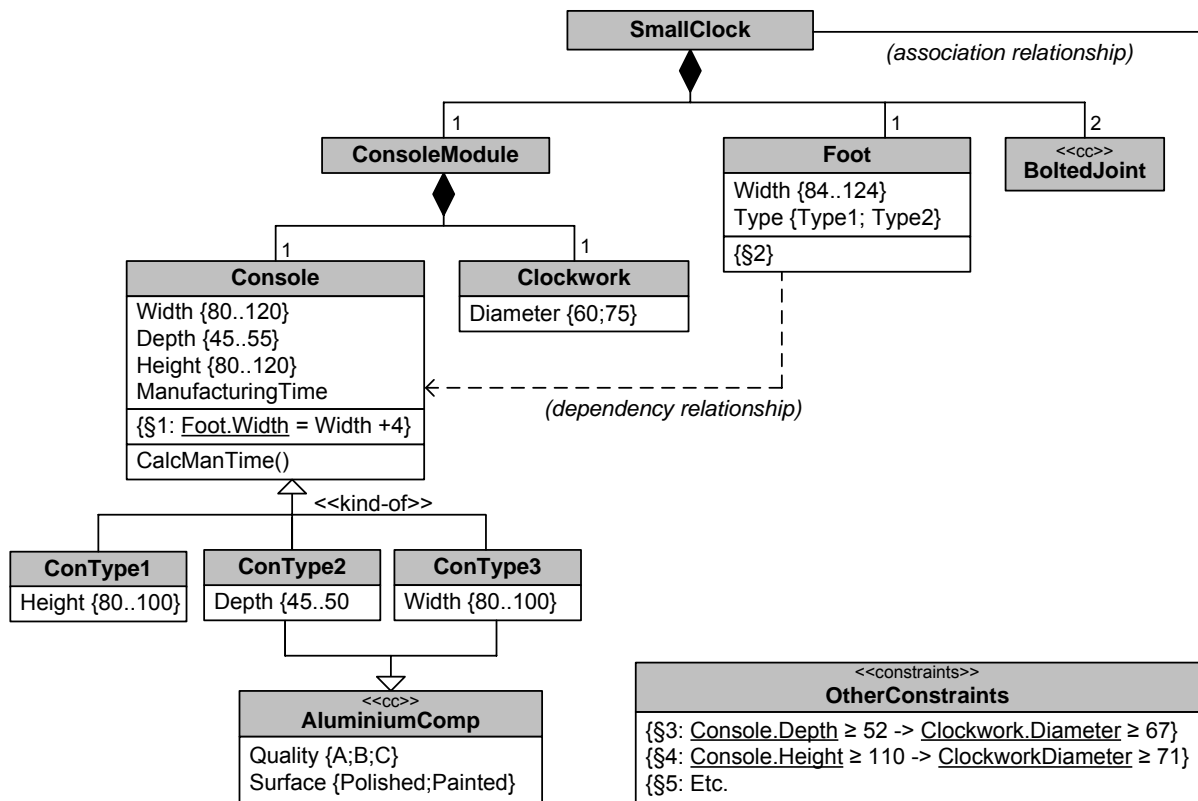 SmallClock
(association relationship)
1
1
2
ConsoleModule
Foot
Width {84..124}
Type {Type1; Type2}
{§2}
<<cc>>
BoltedJoint
1
1
Console
Width {80..120}
Depth {45..55}
Height {80..120}
ManufacturingTime
{§1: Foot.Width = Width +4}
CalcManTime()
Clockwork
Diameter {60;75}
(dependency relationship)
<<kind-of>>
ConType1
Height {80..100}
ConType2
Depth {45..50
ConType3
Width {80..100}
<<cc>>
AluminiumComp
Quality {A;B;C}
Surface {Polished;Painted}
<<constraints>>
OtherConstraints
{§3: Console.Depth ≥ 52 -> Clockwork.Diameter ≥ 67}
{§4: Console.Height ≥ 110 -> ClockworkDiameter ≥ 71}
{§5: Etc.